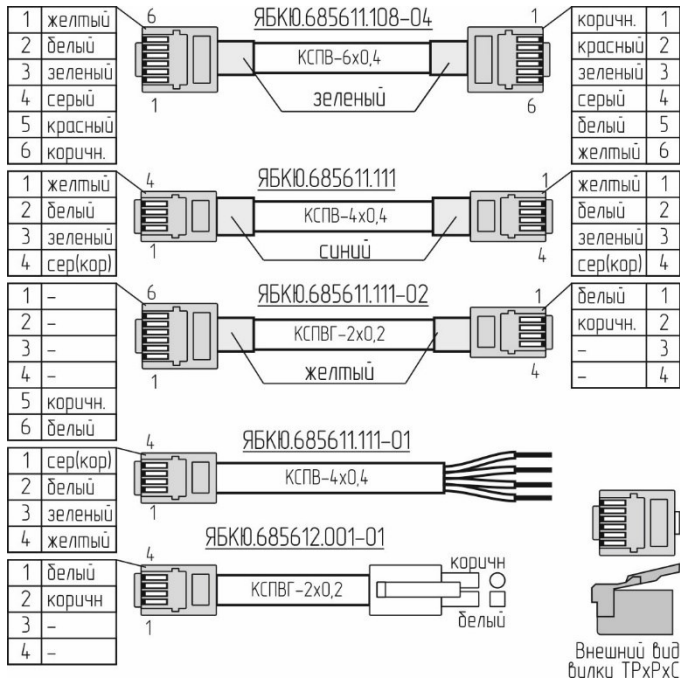 ЯБКЮ.685611.108-04
1 желтый
2 белый
3 зеленый
4 серый
5 красный
6 коричн.
6
1
КСПВ-6х0,4
зеленый
1
6
коричн. 1
красный 2
зеленый 3
серый 4
белый 5
желтый 6
ЯБКЮ.685611.111
1 желтый
2 белый
3 зеленый
4 сер(кор)
4
1
КСПВ-4х0,4
синий
1
4
желтый 1
белый 2
зеленый 3
сер(кор) 4
ЯБКЮ.685611.111-02
1 -
2 -
3 -
4 -
5 коричн.
6 белый
6
1
КСПВГ-2х0,2
желтый
1
4
белый 1
коричн. 2
- 3
- 4
ЯБКЮ.685611.111-01
1 сер(кор)
2 белый
3 зеленый
4 желтый
4
1
КСПВ-4х0,4
ЯБКЮ.685612.001-01
1 белый
2 коричн
3 -
4 -
4
1
КСПВГ-2х0,2
коричн
белый
Внешний вид
вилки TPxPxC